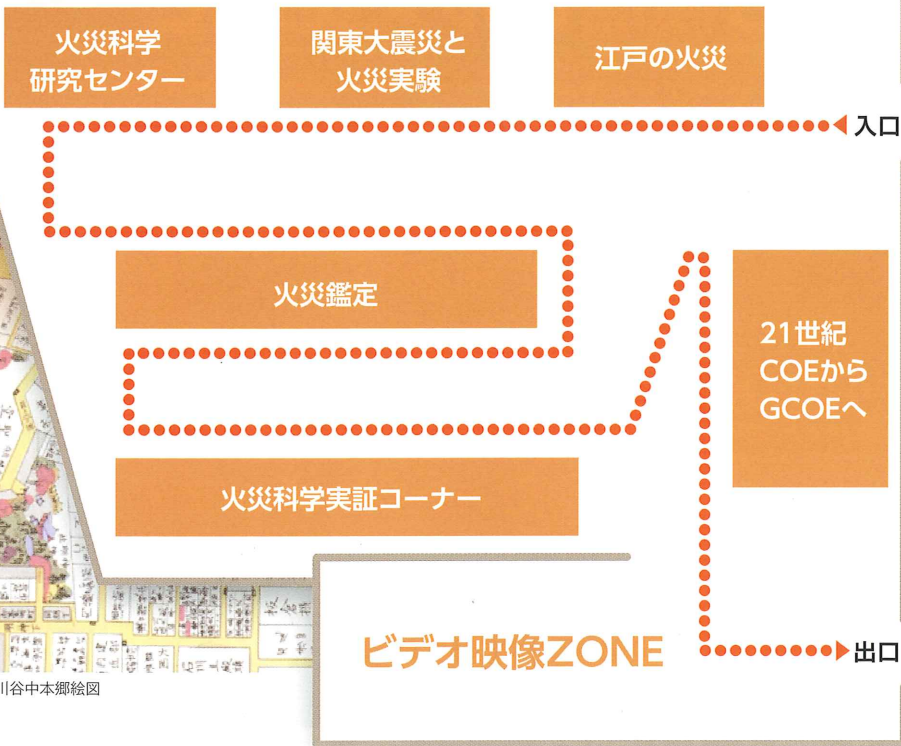 火災科学
研究センター
関東大震災と
火災実験
江戸の火災
入口
火災鑑定
21世紀
COEから
GCOEへ
火災科学実証コーナー
ビデオ映像ZONE
出口
川谷中本郷絵図